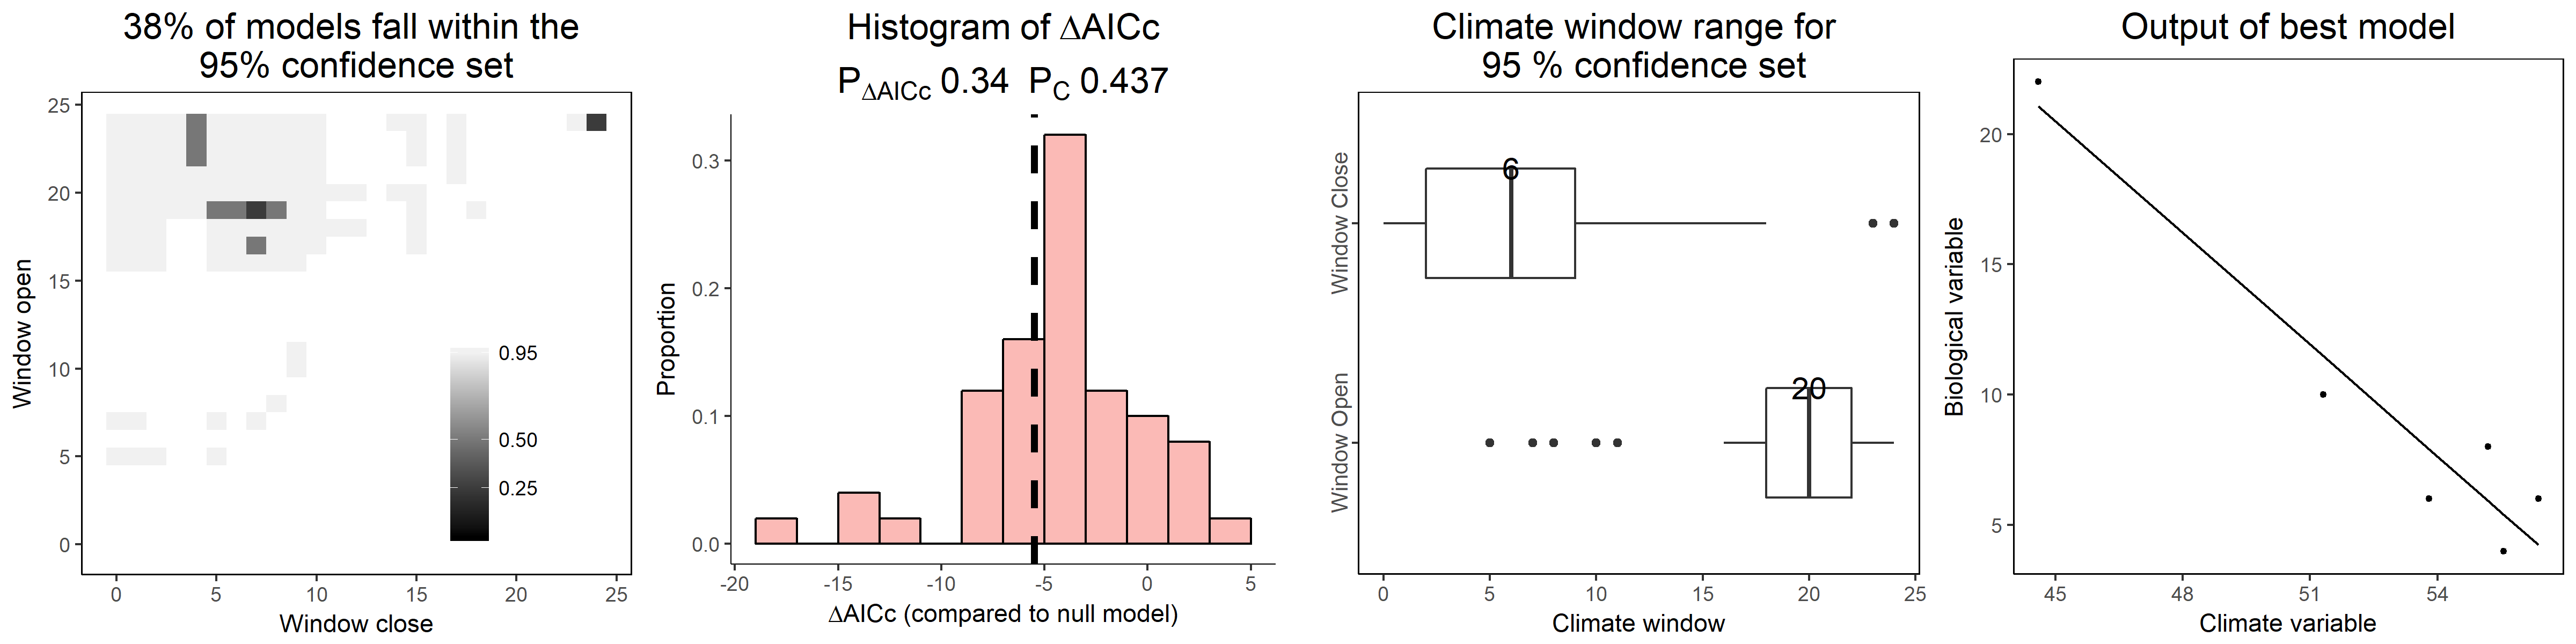 38% of models fall within the
95% confidence set
25
20
15
10
5
0
Window open
0.95
0.50
0.25
0 5 10 15 20 25
Window close
Histogram of ΔAICc
PΔAICc 0.34 PC 0.437
0.3
0.2
0.1
0.0
Proportion
-20 -15 -10 -5 0 5
ΔAICc (compared to null model)
Climate window range for
95 % confidence set
Window Close
6
Window Open
20
0 5 10 15 20 25
Climate window
Output of best model
20
15
10
5
Biological variable
45 48 51 54
Climate variable